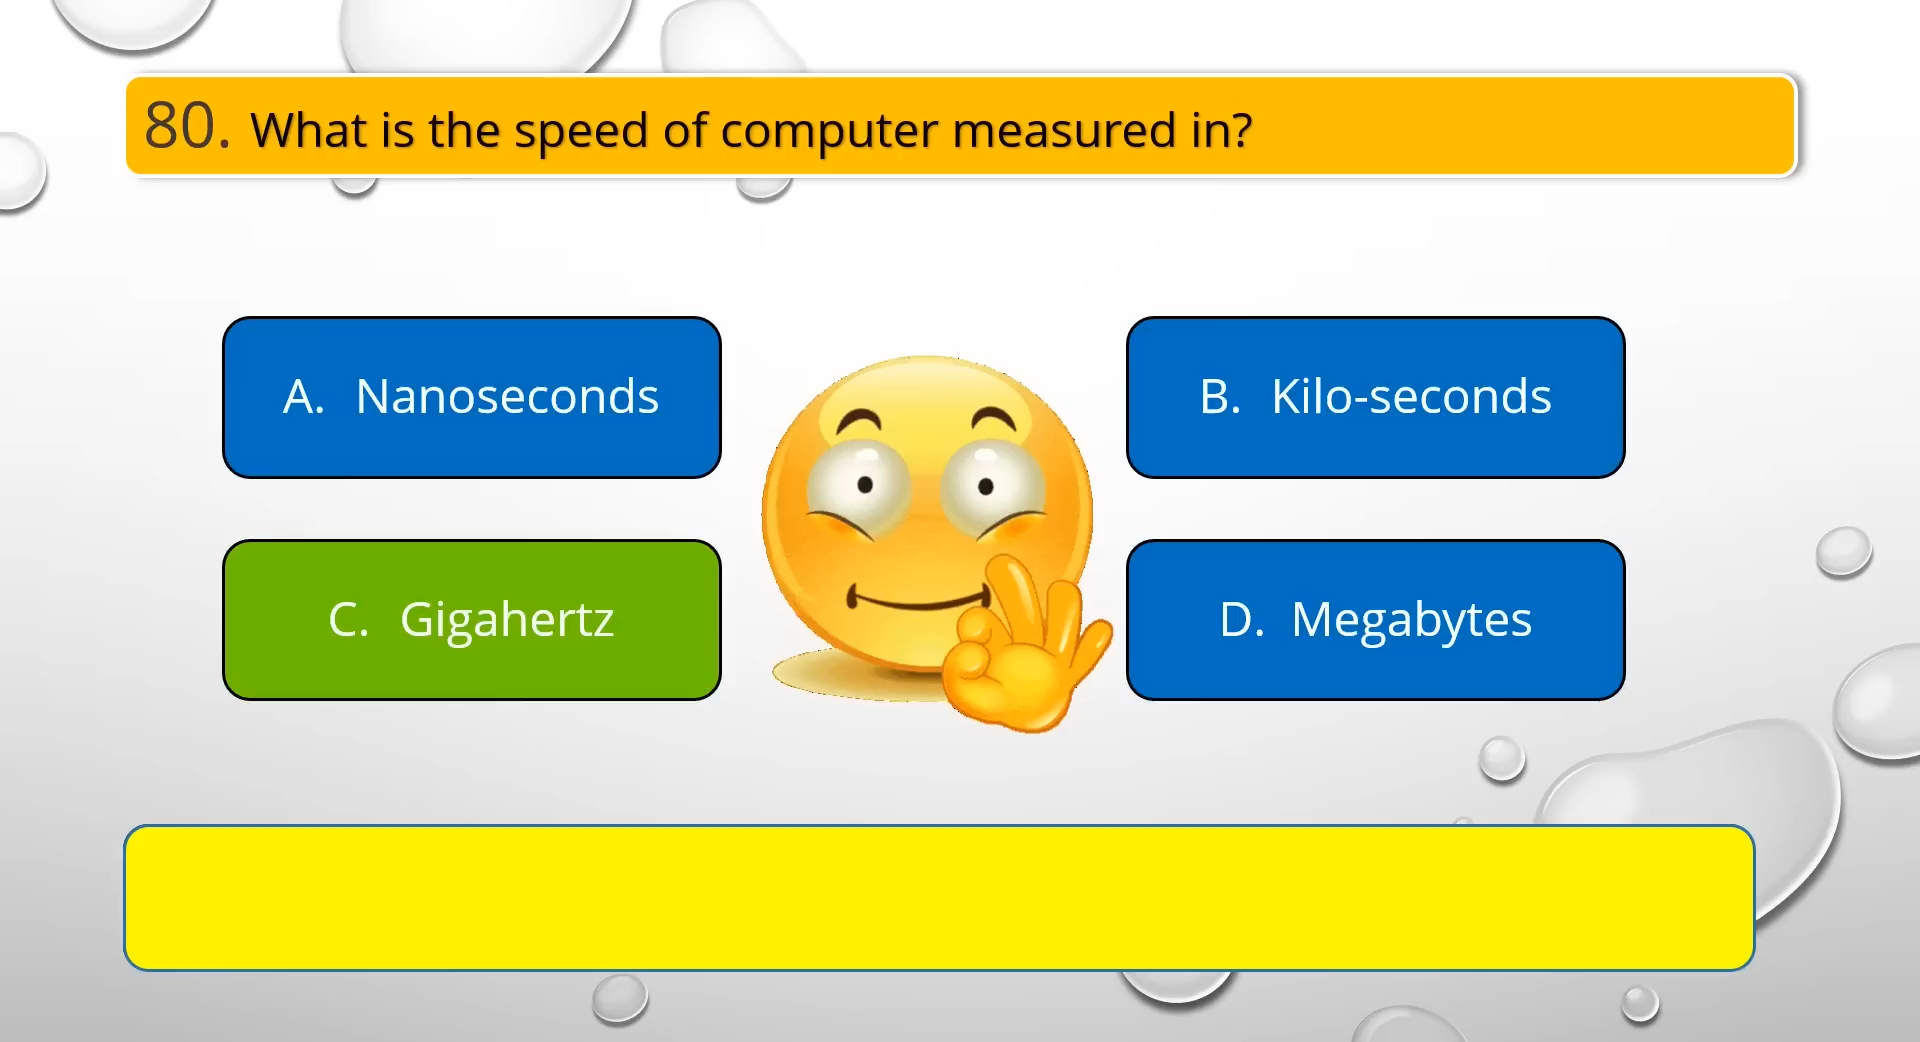 80. What is the speed of computer measured in?
A. Nanoseconds
B. Kilo-seconds
C. Gigahertz
D. Megabytes